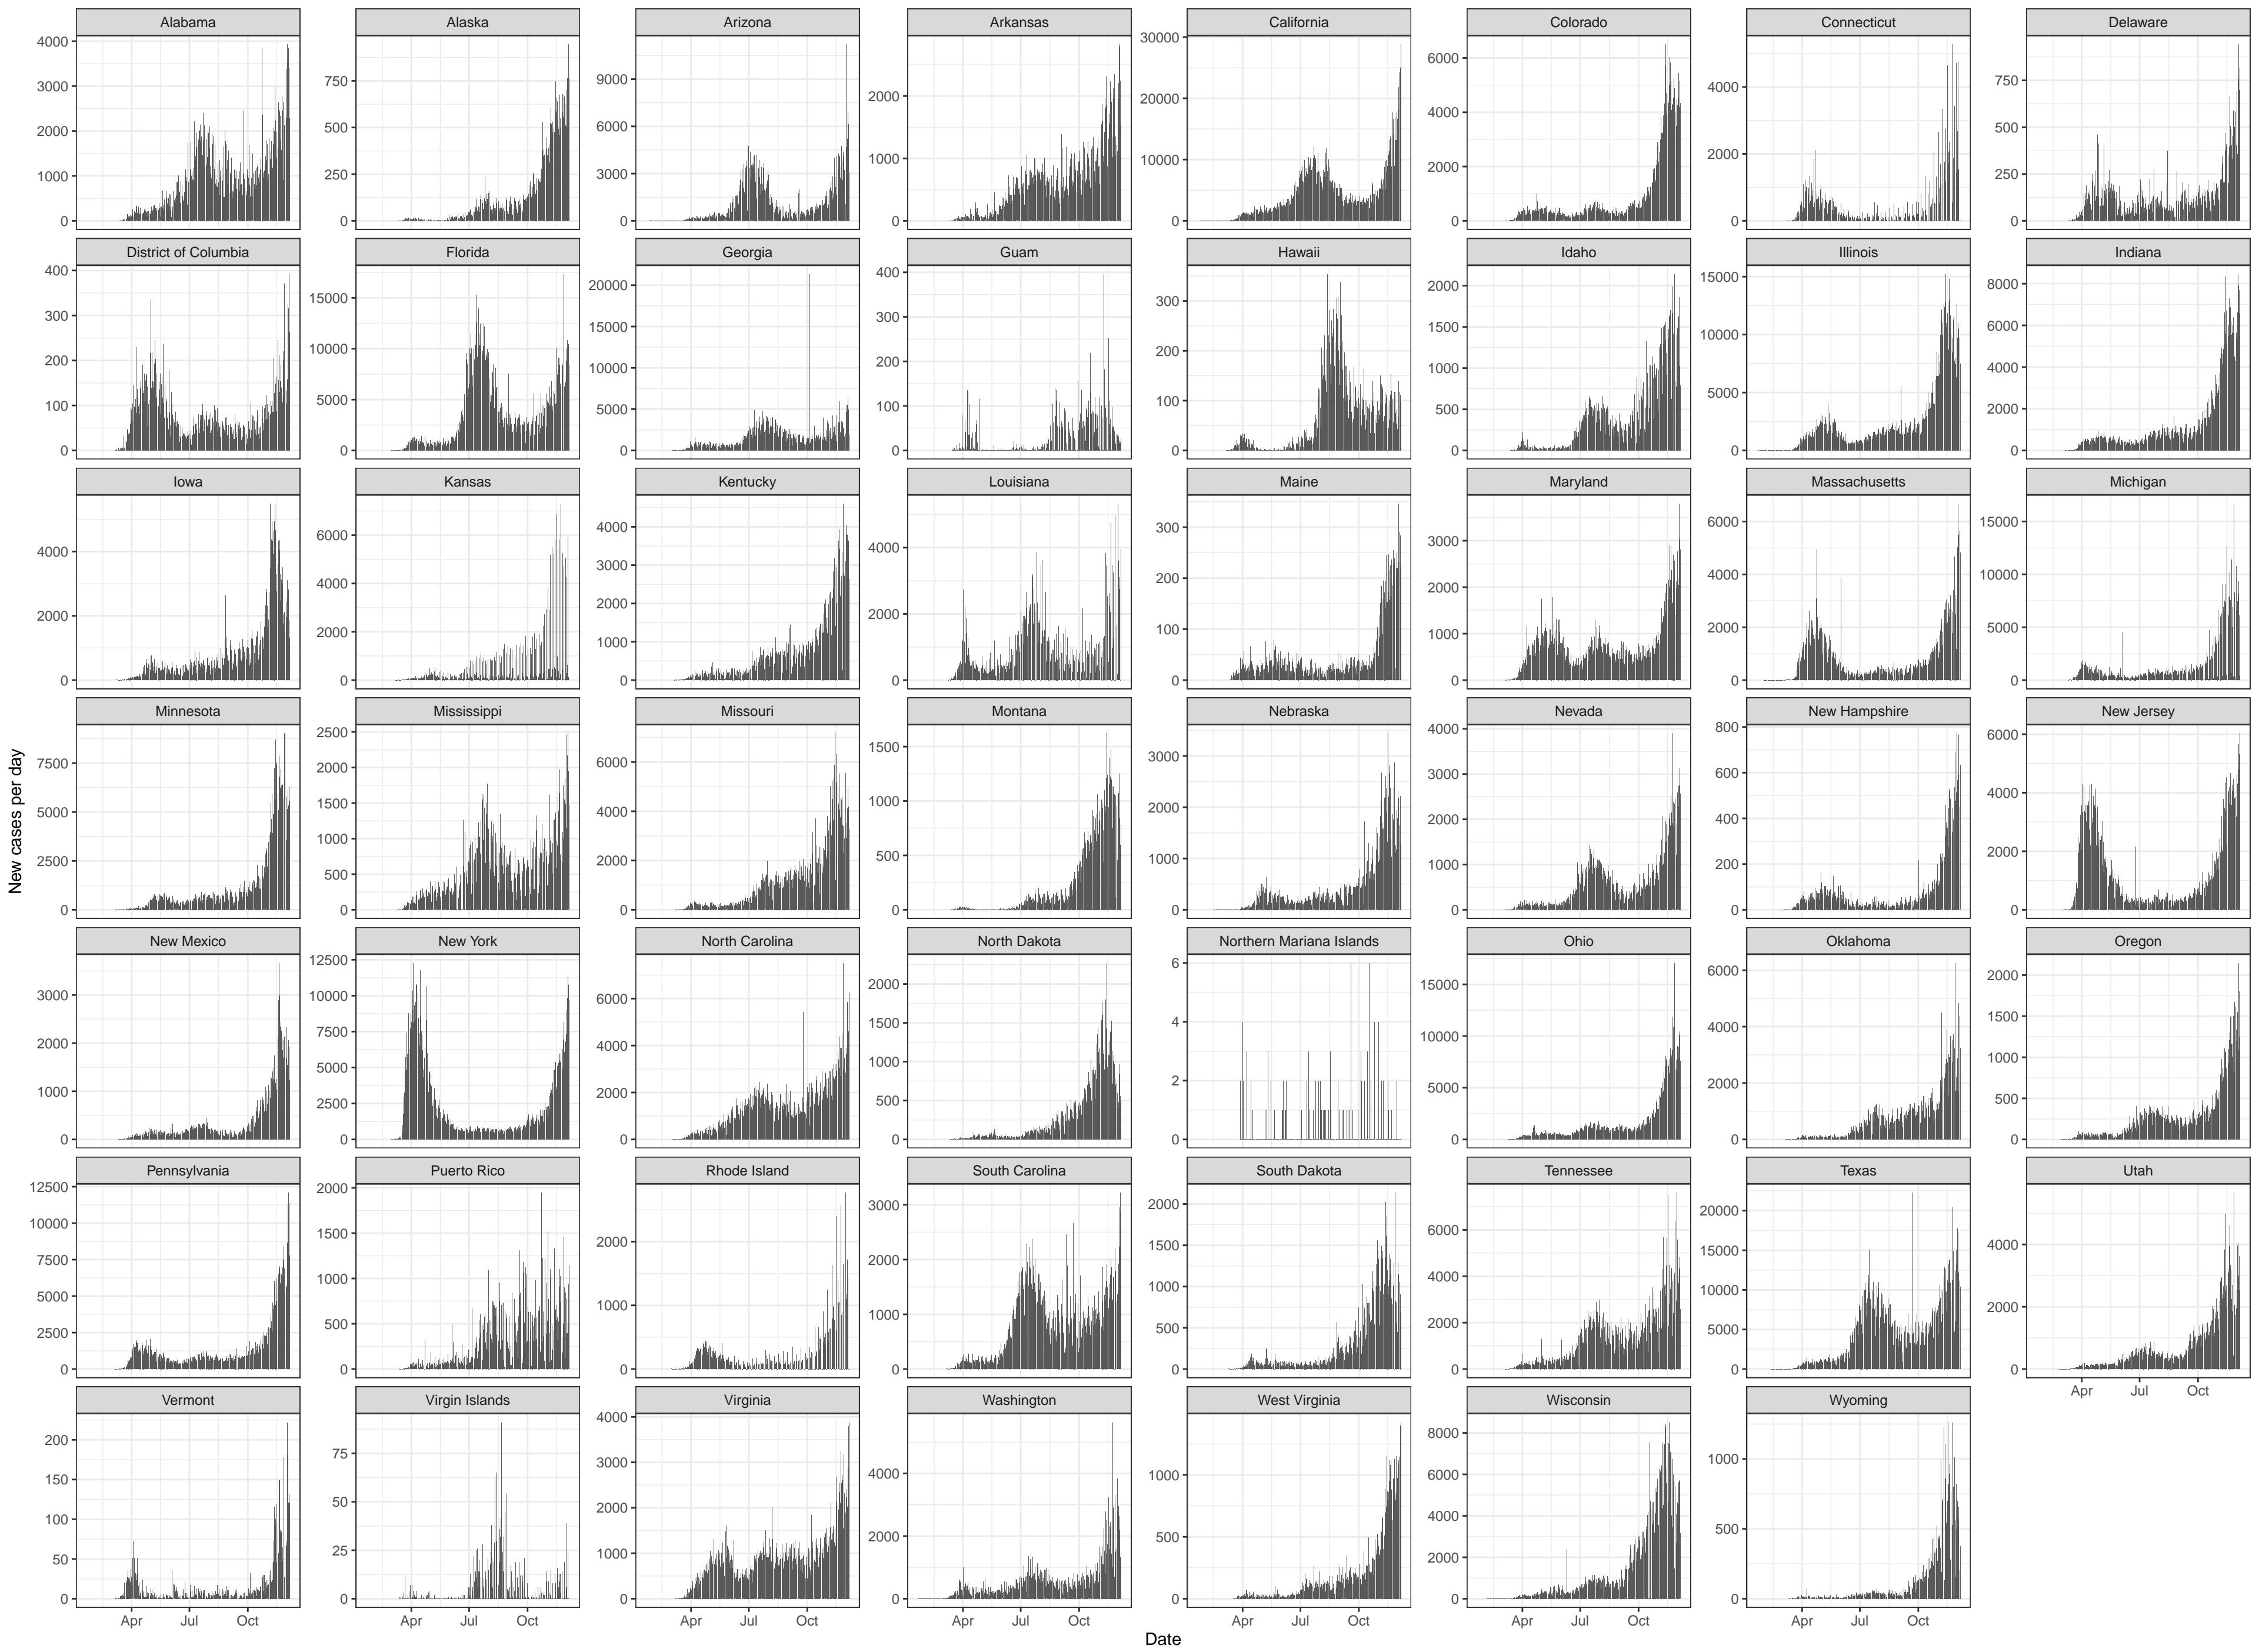 Alabama Alaska Arizona Arkansas California Colorado Connecticut Delaware
4000 3000 2000 1000 0
750 500 250 0
9000 6000 3000 0
2000 1000 0
30000 20000 10000 0
6000 4000 2000 0
4000 2000 0
750 500 250 0
District of Columbia Florida Georgia Guam Hawaii Idaho Illinois Indiana
400 300 200 100 0
15000 10000 5000 0
20000 15000 10000 5000 0
400 300 200 100 0
300 200 100 0
2000 1500 1000 500 0
15000 10000 5000 0
8000 6000 4000 2000 0
Iowa Kansas Kentucky Louisiana Maine Maryland Massachusetts Michigan
4000 2000 0
6000 4000 2000 0
4000 3000 2000 1000 0
4000 2000 0
300 200 100 0
3000 2000 1000 0
6000 4000 2000 0
15000 10000 5000 0
Minnesota Mississippi Missouri Montana Nebraska Nevada New Hampshire New Jersey
7500 5000 2500 0
2500 2000 1500 1000 500 0
6000 4000 2000 0
1500 1000 500 0
3000 2000 1000 0
4000 3000 2000 1000 0
800 600 400 200 0
6000 4000 2000 0
New cases per day
New Mexico New York North Carolina North Dakota Northern Mariana Islands Ohio Oklahoma Oregon
3000 2000 1000 0
12500 10000 7500 5000 2500 0
6000 4000 2000 0
2000 1500 1000 500 0
6 4 2 0
15000 10000 5000 0
6000 4000 2000 0
2000 1500 1000 500 0
Pennsylvania Puerto Rico Rhode Island South Carolina South Dakota Tennessee Texas Utah
12500 10000 7500 5000 2500 0
2000 1500 1000 500 0
2000 1000 0
3000 2000 1000 0
2000 1500 1000 500 0
6000 4000 2000 0
20000 15000 10000 5000 0
4000 2000 0
Apr Jul Oct
Vermont Virgin Islands Virginia Washington West Virginia Wisconsin Wyoming
200 150 100 50 0
75 50 25 0
4000 3000 2000 1000 0
4000 2000 0
1000 500 0
8000 6000 4000 2000 0
1000 500 0
Apr Jul Oct Apr Jul Oct Apr Jul Oct Apr Jul Oct Apr Jul Oct Apr Jul Oct Apr Jul Oct
Date